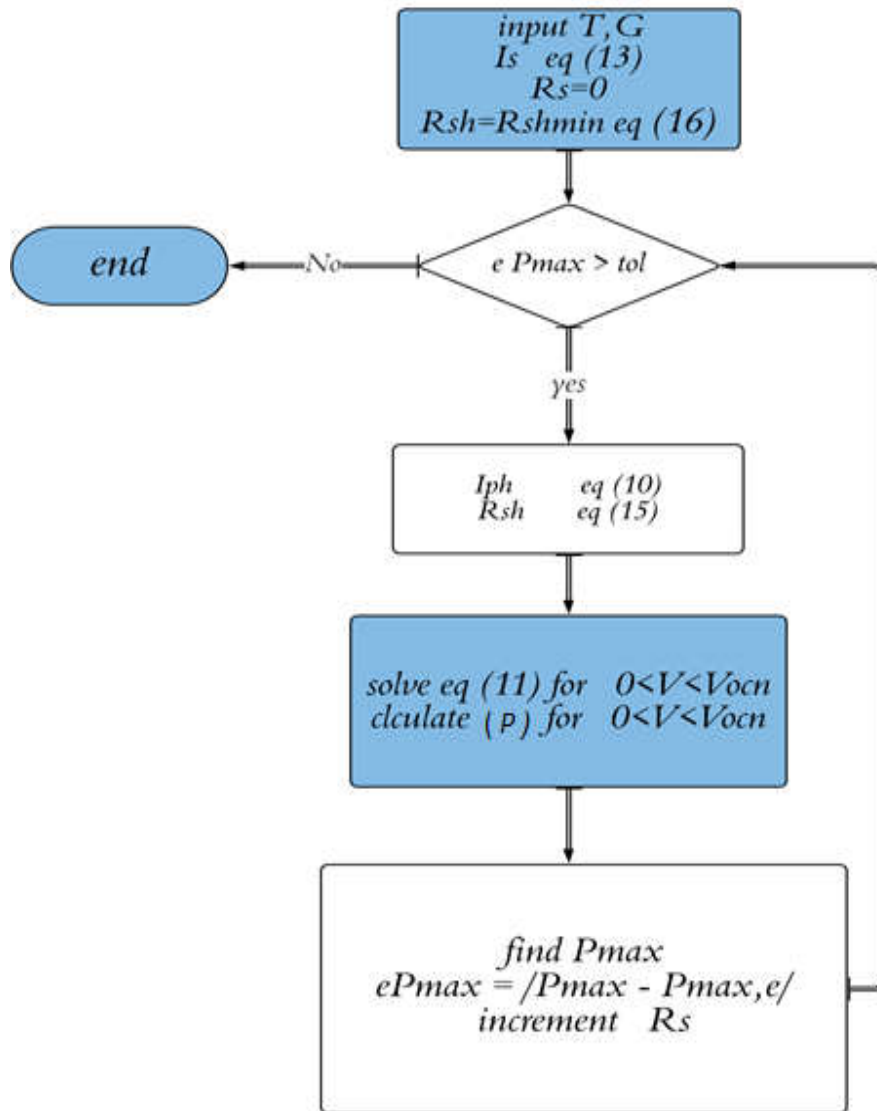 input T,G
Is eq (13)
Rs=0
Rsh=Rshmin eq (16)
e Pmax > tol
No
end
yes
Iph eq (10)
Rsh eq (15)
solve eq (11) for 0<V<Vocn
clculate (P) for 0<V<Vocn
find Pmax
ePmax = /Pmax - Pmax,e/
increment Rs